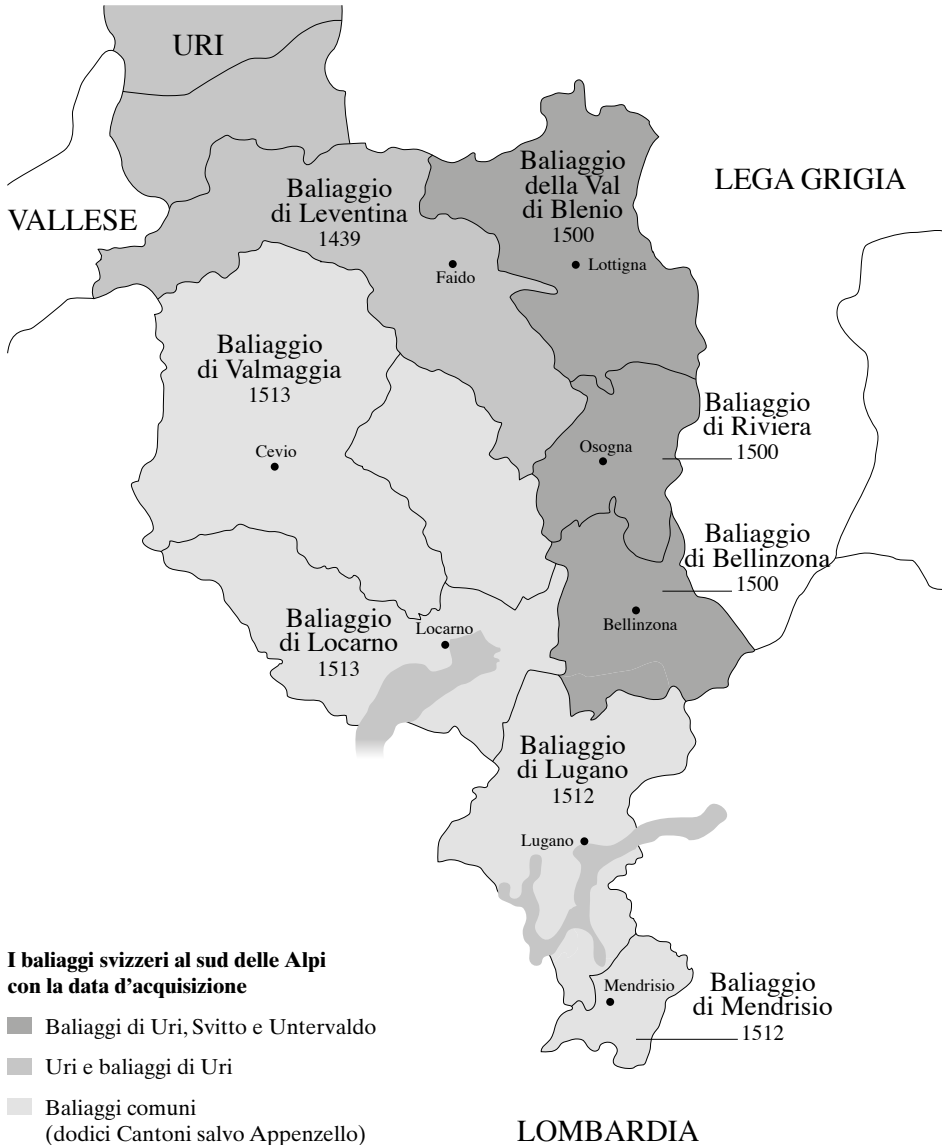 URI
VALLESE
LEGA GRIGIA
Baliaggio
della Val
di Blenio
1500
Lottigna
Baliaggio
di Leventina
1439
Faido
Baliaggio
di Valmaggia
1513
Cevio
Baliaggio
di Riviera
1500
Osogna
Baliaggio
di Bellinzona
1500
Bellinzona
Baliaggio
di Locarno
1513
Locarno
Baliaggio
di Lugano
1512
Lugano
Baliaggio
di Mendrisio
1512
Mendrisio
I baliaggi svizzeri al sud delle Alpi
con la data d'acquisizione
Baliaggi di Uri, Svitto e Untervaldo
Uri e baliaggi di Uri
Baliaggi comuni
(dodici Cantoni salvo Appenzello)
LOMBARDIA